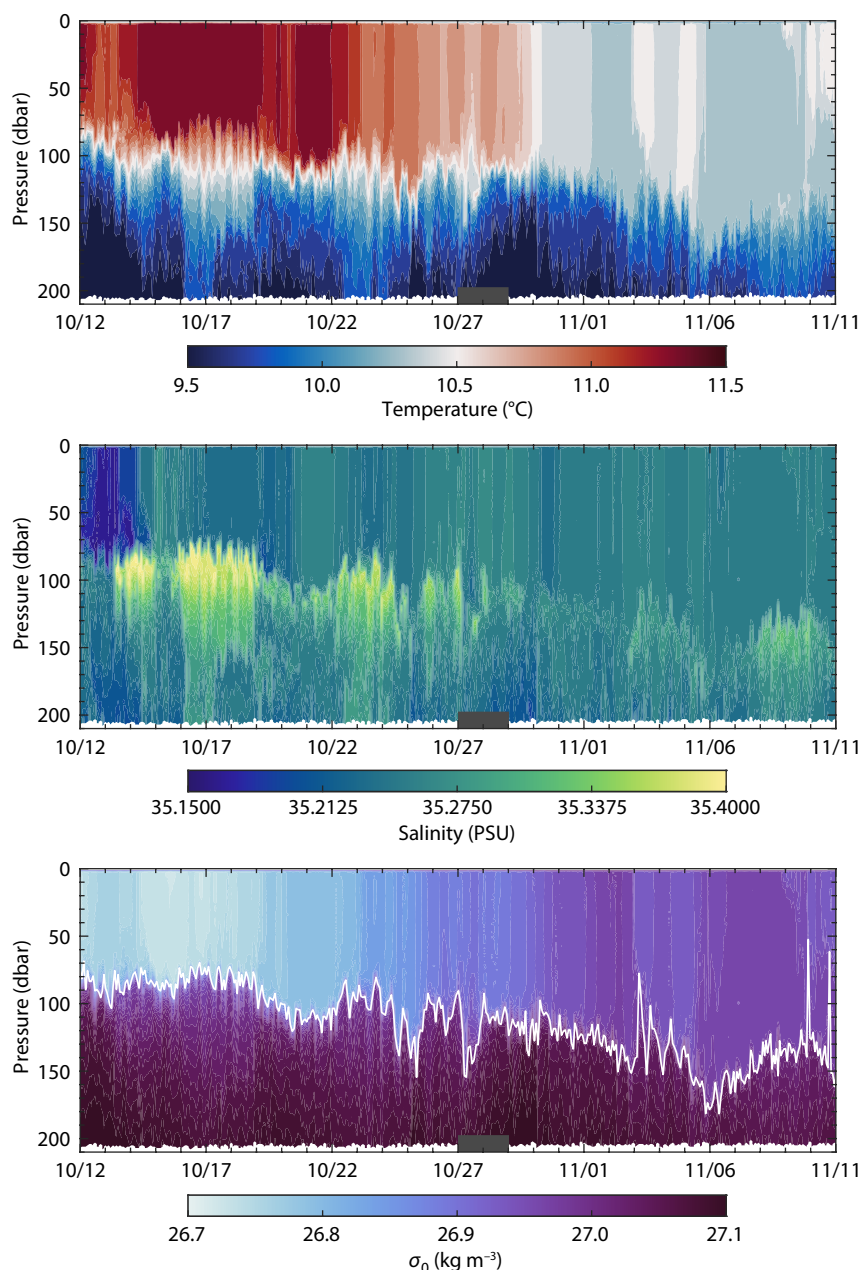 0
50
100
150
200
Pressure (dbar)
10/12 10/17 10/22 10/27 11/01 11/06 11/11
9.5 10.0 10.5 11.0 11.5
Temperature (°C)
0
50
100
150
200
Pressure (dbar)
10/12 10/17 10/22 10/27 11/01 11/06 11/11
35.1500 35.2125 35.2750 35.3375 35.4000
Salinity (PSU)
0
50
100
150
200
Pressure (dbar)
10/12 10/17 10/22 10/27 11/01 11/06 11/11
26.7 26.8 26.9 27.0 27.1
σ₀ (kg m⁻³)